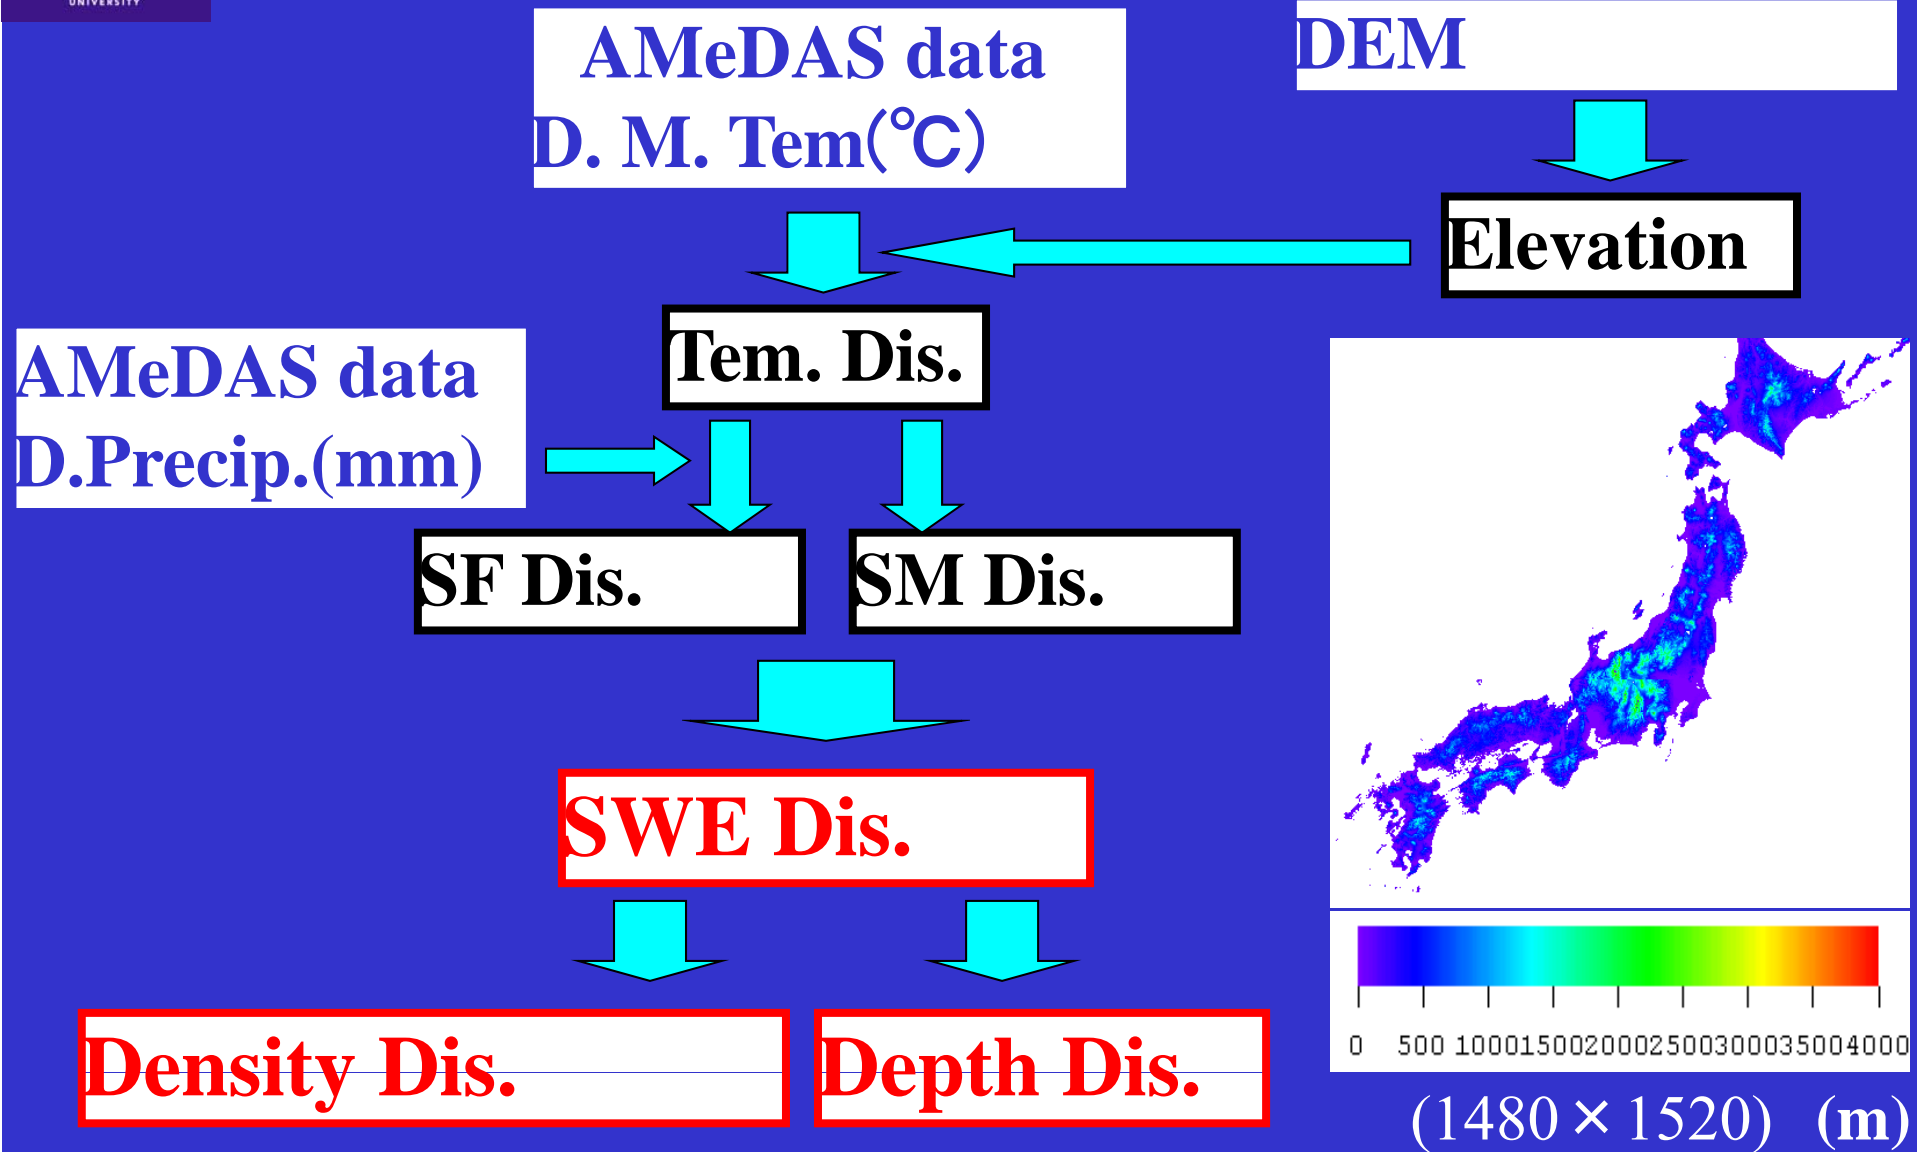 UNIVERSITY
AMeDAS data
D. M. Tem(℃)
DEM
Elevation
Tem. Dis.
AMeDAS data
D.Precip.(mm)
SF Dis.
SM Dis.
SWE Dis.
Density Dis.
Depth Dis.
0 500 1000 1500 2000 2500 3000 3500 4000
(1480×1520) (m)